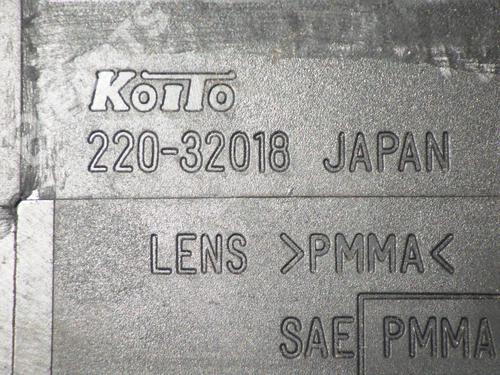 KoiTo
220-32018 JAPAN
LENS >PMMA<
SAE PMMA